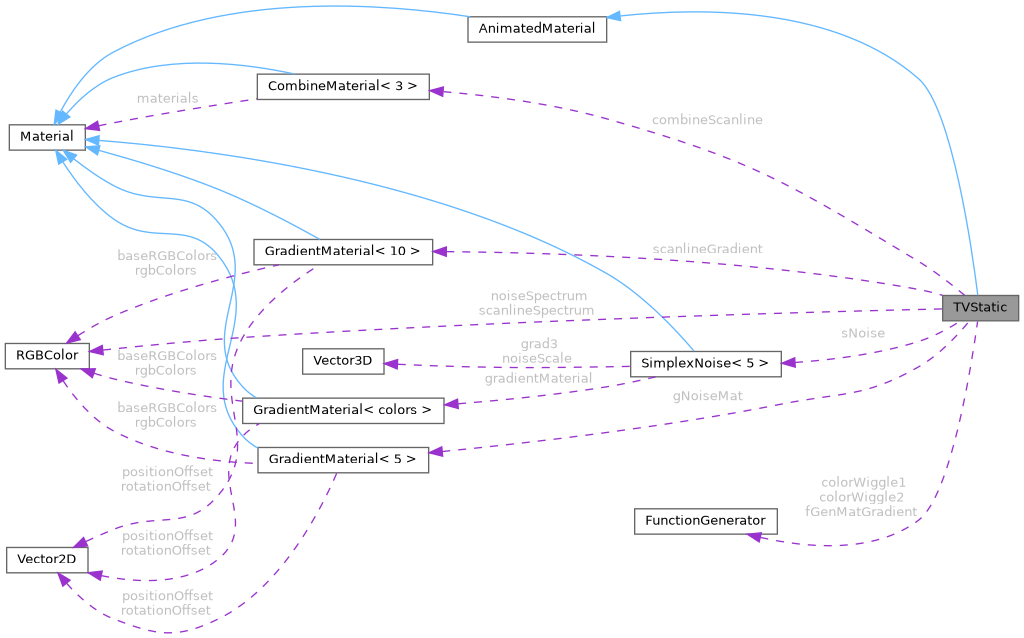 AnimatedMaterial
CombineMaterial< 3 >
materials
combineScanline
Material
GradientMaterial< 10 >
scanlineGradient
baseRGBColors
rgbColors
noiseSpectrum
scanlineSpectrum
TVStatic
sNoise
RGBColor
Vector3D
grad3
noiseScale
SimplexNoise< 5 >
baseRGBColors
rgbColors
gradientMaterial
gNoiseMat
GradientMaterial< colors >
baseRGBColors
rgbColors
GradientMaterial< 5 >
positionOffset
rotationOffset
colorWiggle1
colorWiggle2
fGenMatGradient
FunctionGenerator
positionOffset
rotationOffset
Vector2D
positionOffset
rotationOffset